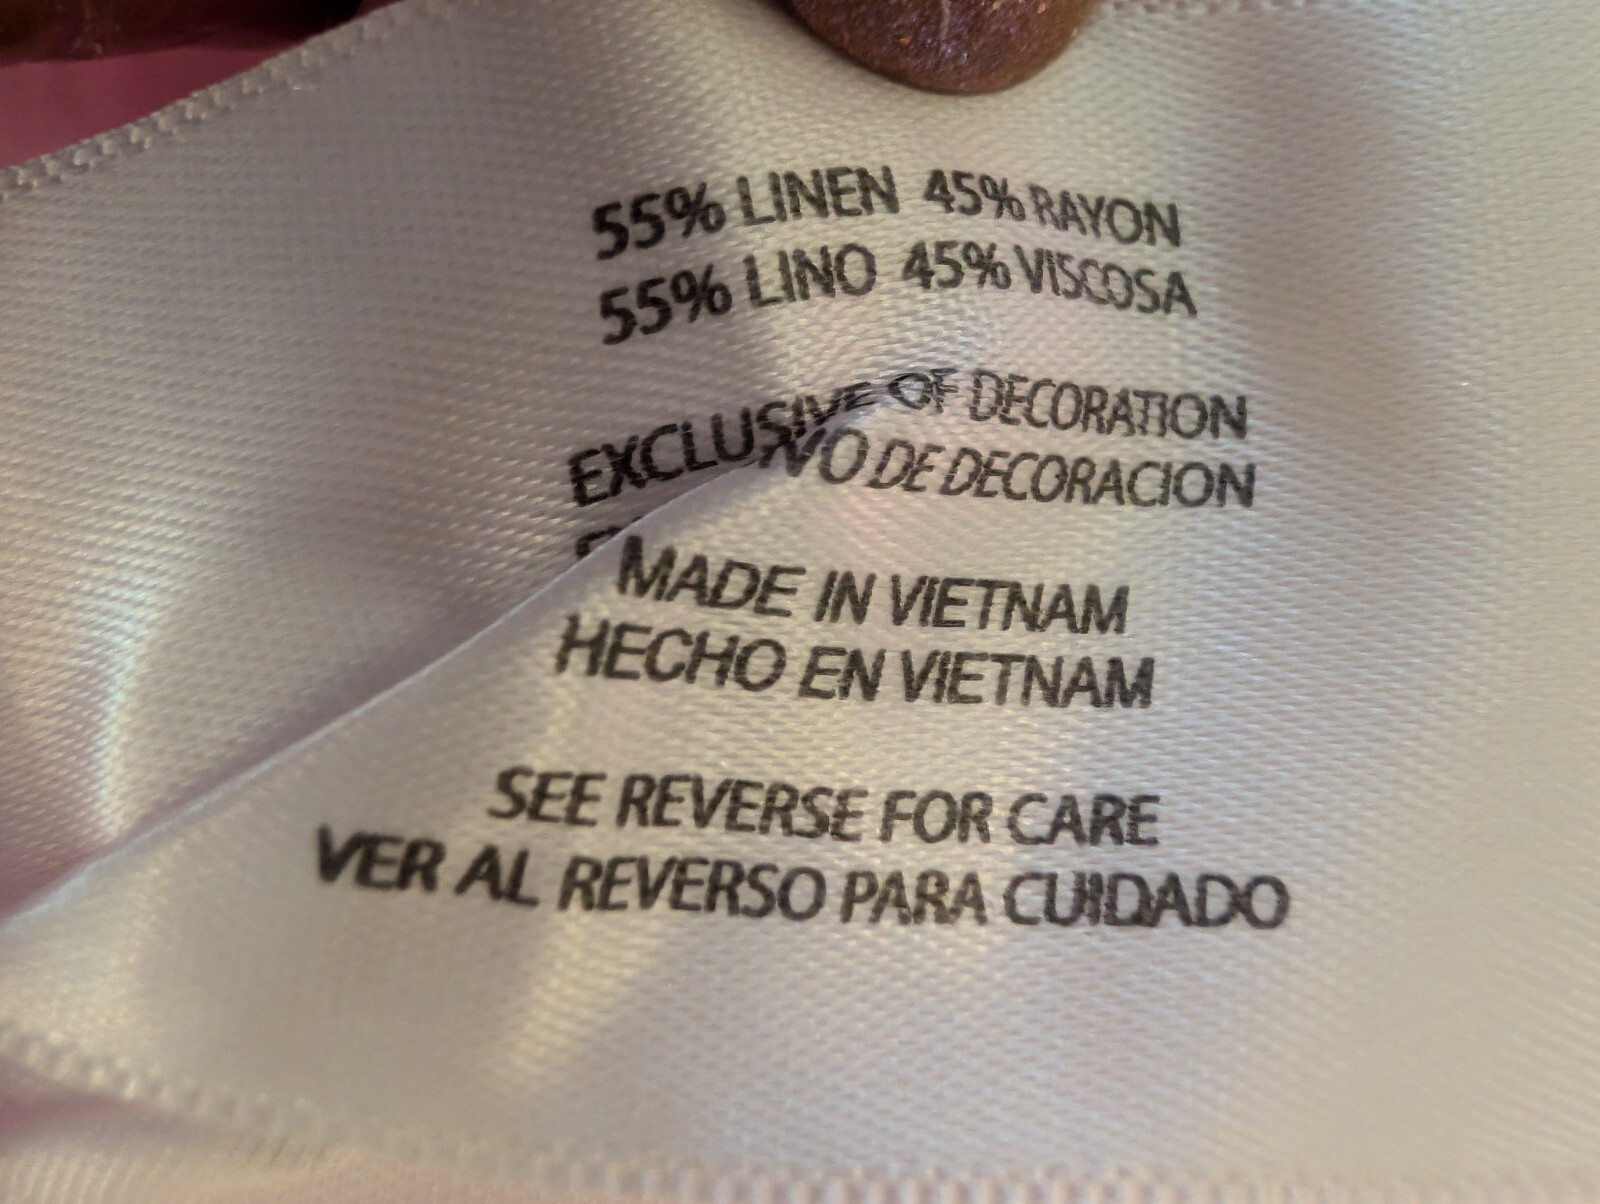 55% LINEN 45% RAYON
55% LINO 45% VISCOSA
EXCLUSIVE OF DECORATION
DE DECORACION
MADE IN VIETNAM
HECHO EN VIETNAM
SEE REVERSE FOR CARE
VER AL REVERSO PARA CUIDADO